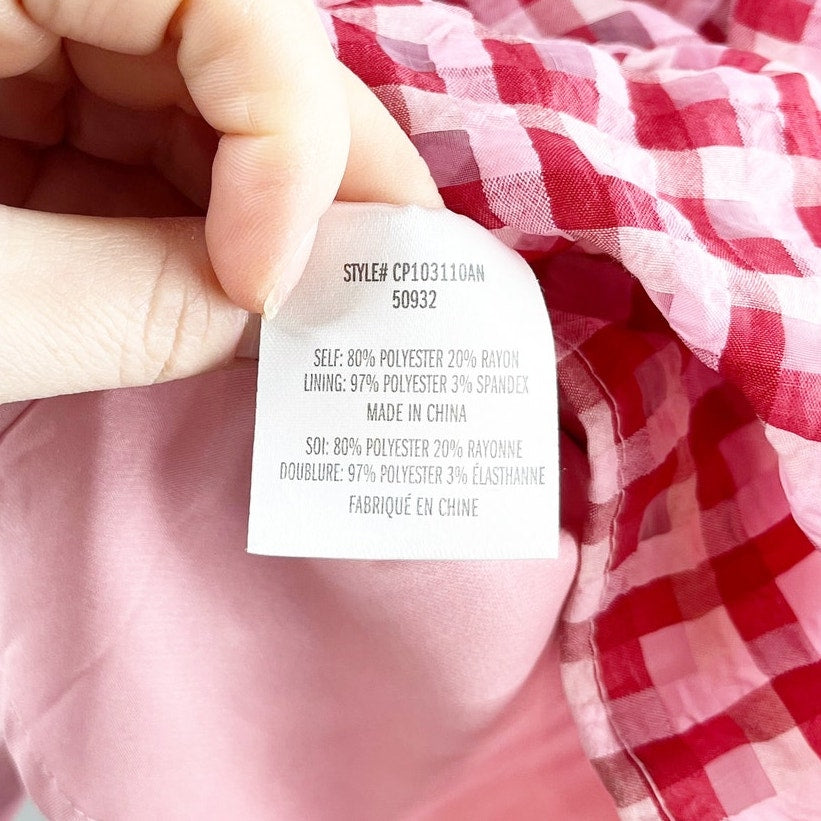 STYLE# CP103110AN
50932
SELF: 80% POLYESTER 20% RAYON
LINING: 97% POLYESTER 3% SPANDEX
MADE IN CHINA
SOI: 80% POLYESTER 20% RAYONNE
DOUBLURE: 97% POLYESTER 3% ÉLASTHANNE
FABRIQUÉ EN CHINE